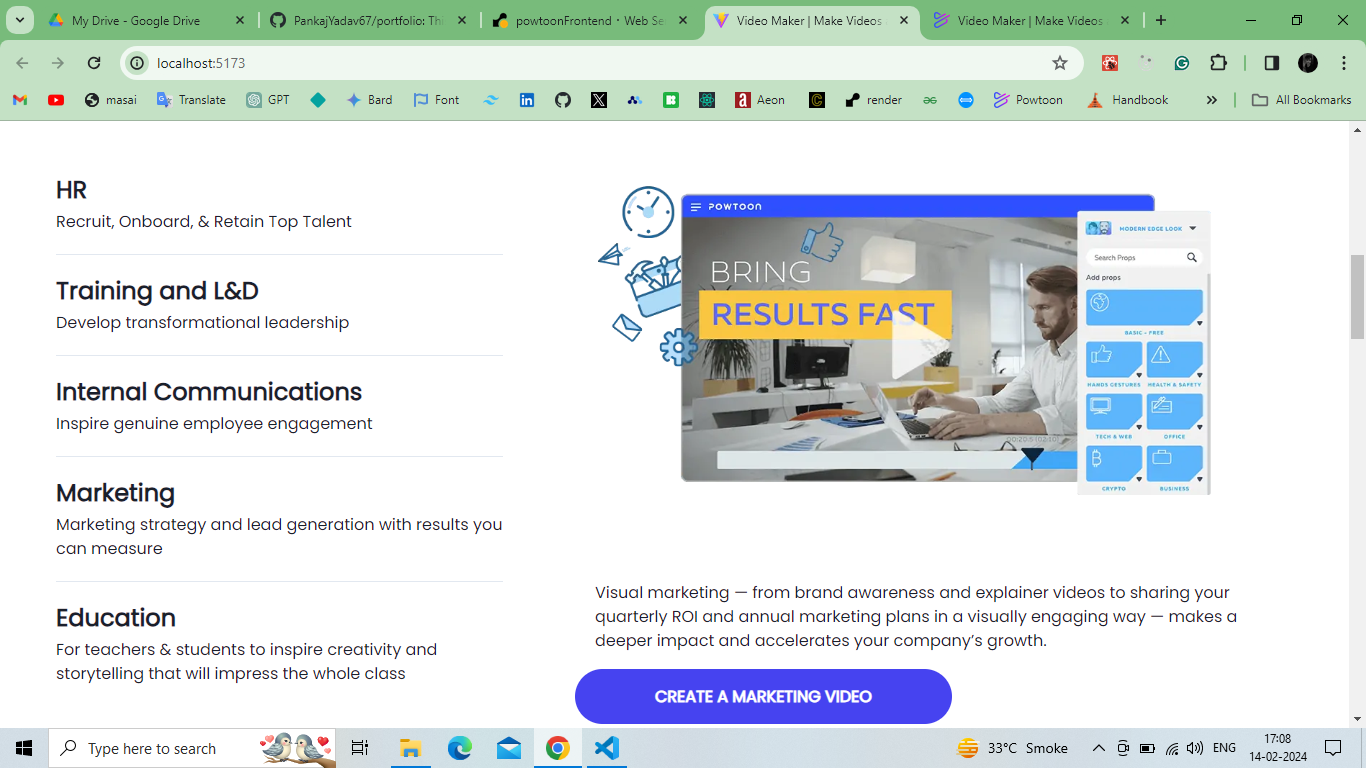 My Drive - Google Drive
PankajYadav67/portfolio: Thi
powtoonFrontend · Web Se
Video Maker | Make Videos
Video Maker | Make Videos
localhost:5173
masai
Translate
GPT
Bard
Font
Aeon
render
Powtoon
Handbook
All Bookmarks
HR
Recruit, Onboard, & Retain Top Talent
Training and L&D
Develop transformational leadership
Internal Communications
Inspire genuine employee engagement
Marketing
Marketing strategy and lead generation with results you
can measure
Education
For teachers & students to inspire creativity and
storytelling that will impress the whole class
POWTOON
BRING
RESULTS FAST
MODERN EDGE LOOK
Search Props
Add props
BASIC - FREE
HANDS GESTURES
HEALTH & SAFETY
TECH & WEB
OFFICE
CRYPTO
BUSINESS
Visual marketing — from brand awareness and explainer videos to sharing your
quarterly ROI and annual marketing plans in a visually engaging way — makes a
deeper impact and accelerates your company’s growth.
CREATE A MARKETING VIDEO
Type here to search
33°C Smoke
ENG
17:08
14-02-2024